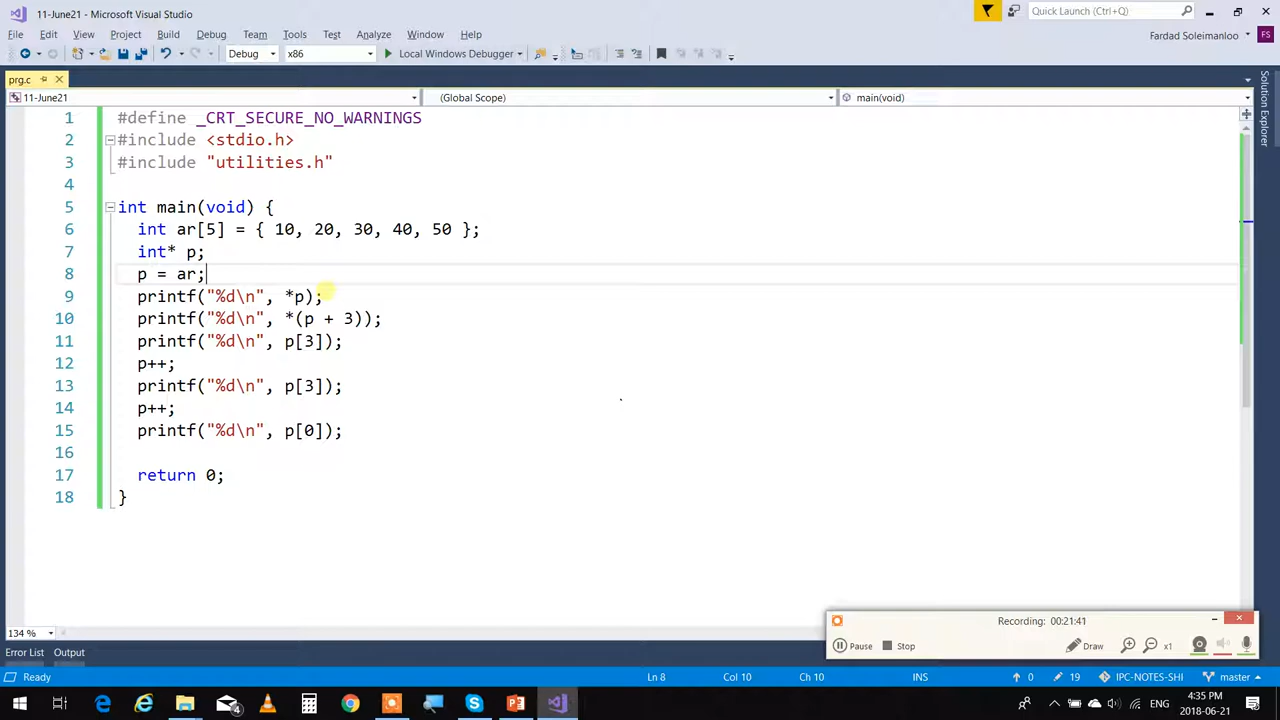 11-June21 - Microsoft Visual Studio
Quick Launch (Ctrl+Q)
File Edit View Project Build Debug Team Tools Test Analyze Window Help
Fardad Soleimanloo FS
Debug x86 Local Windows Debugger
prg.c
11-June21 (Global Scope) main(void)
Solution Explorer
1 #define _CRT_SECURE_NO_WARNINGS
2 #include <stdio.h>
3 #include "utilities.h"
4
5 int main(void) {
6 int ar[5] = { 10, 20, 30, 40, 50 };
7 int* p;
8 p = ar;
9 printf("%d\n", *p);
10 printf("%d\n", *(p + 3));
11 printf("%d\n", p[3]);
12 p++;
13 printf("%d\n", p[3]);
14 p++;
15 printf("%d\n", p[0]);
16
17 return 0;
18 }
Recording: 00:21:41
Pause Stop Draw x1
134 %
Error List Output
Ready Ln 8 Col 10 Ch 10 INS 0 19 IPC-NOTES-SHI master
4
ENG
4:35 PM
2018-06-21